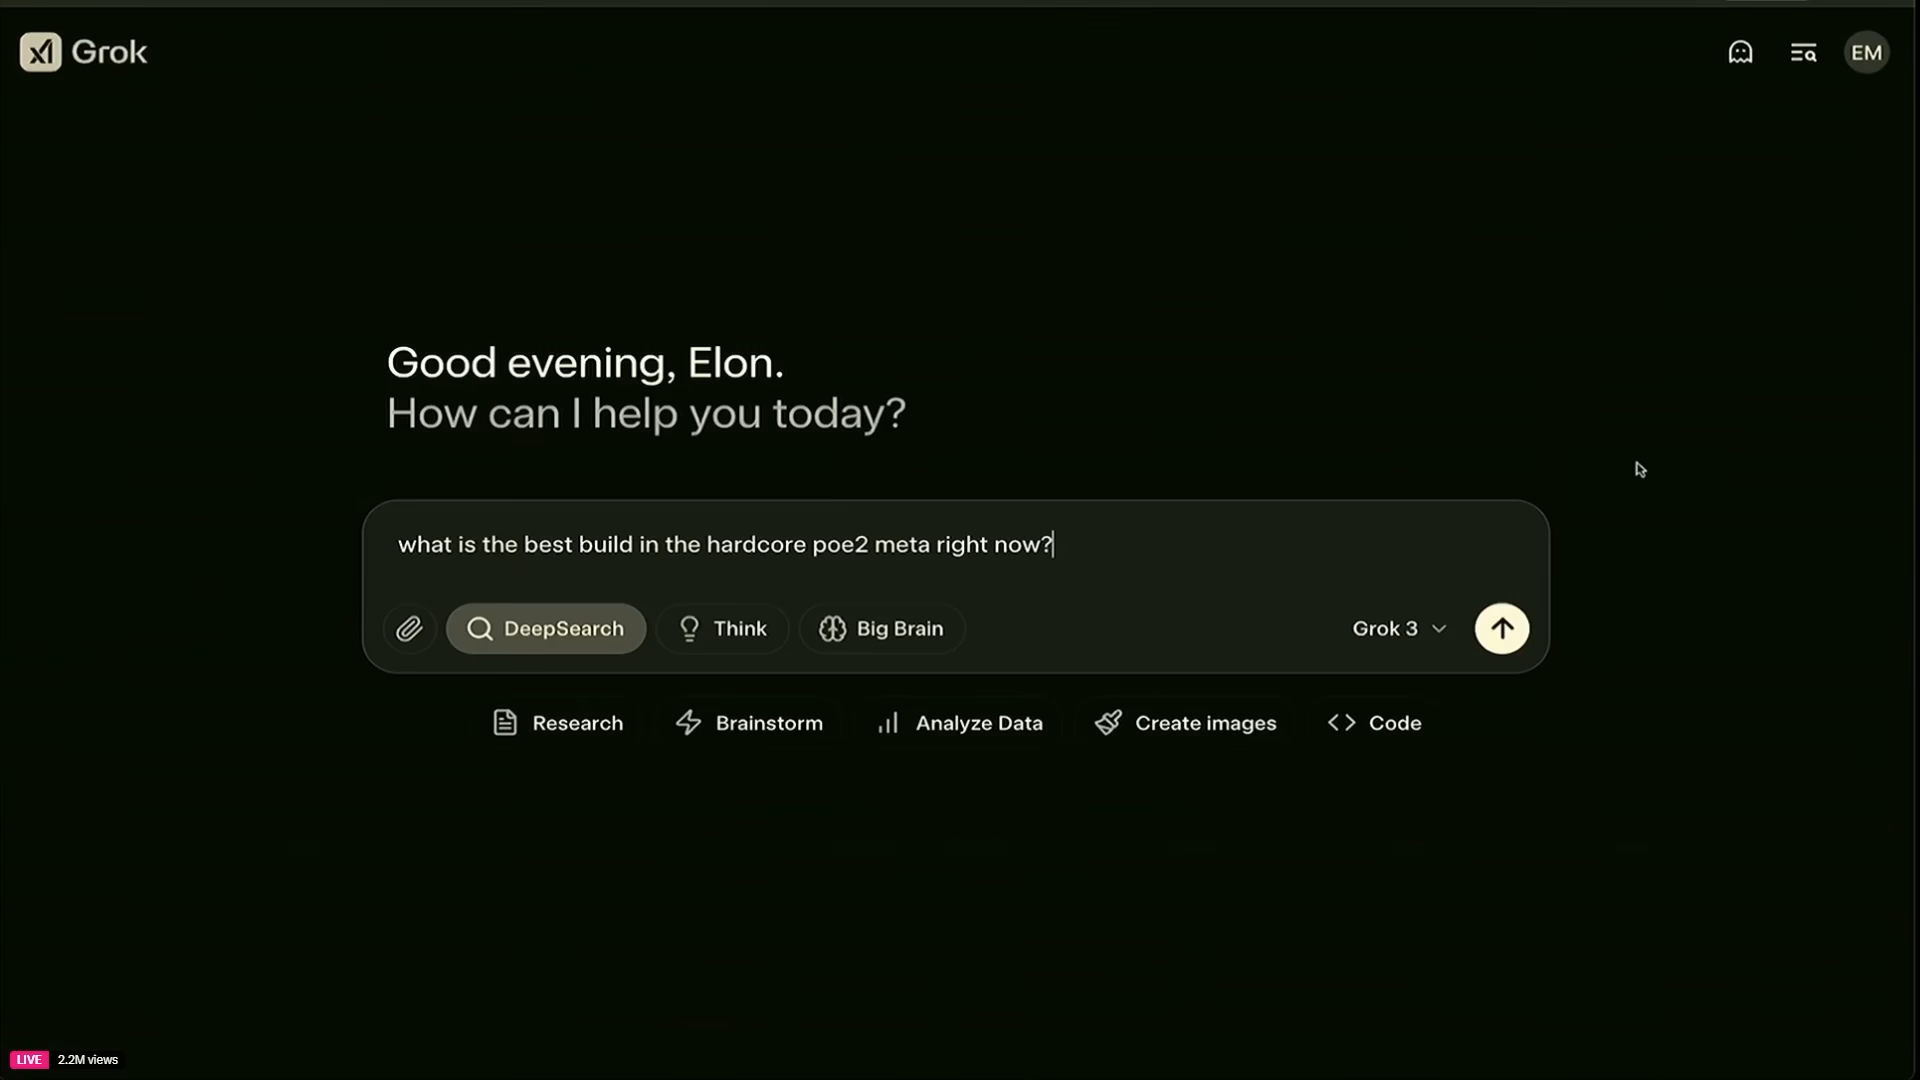 Grok
EM
Good evening, Elon.
How can I help you today?
what is the best build in the hardcore poe2 meta right now?
DeepSearch Think Big Brain Grok 3
Research Brainstorm Analyze Data Create images Code
LIVE 2.2M views